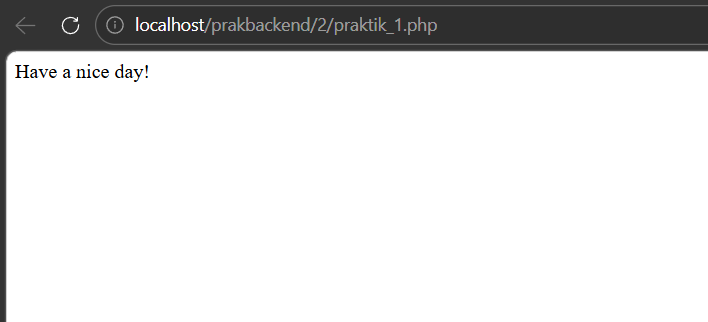 localhost/prakbackend/2/praktik_1.php
Have a nice day!